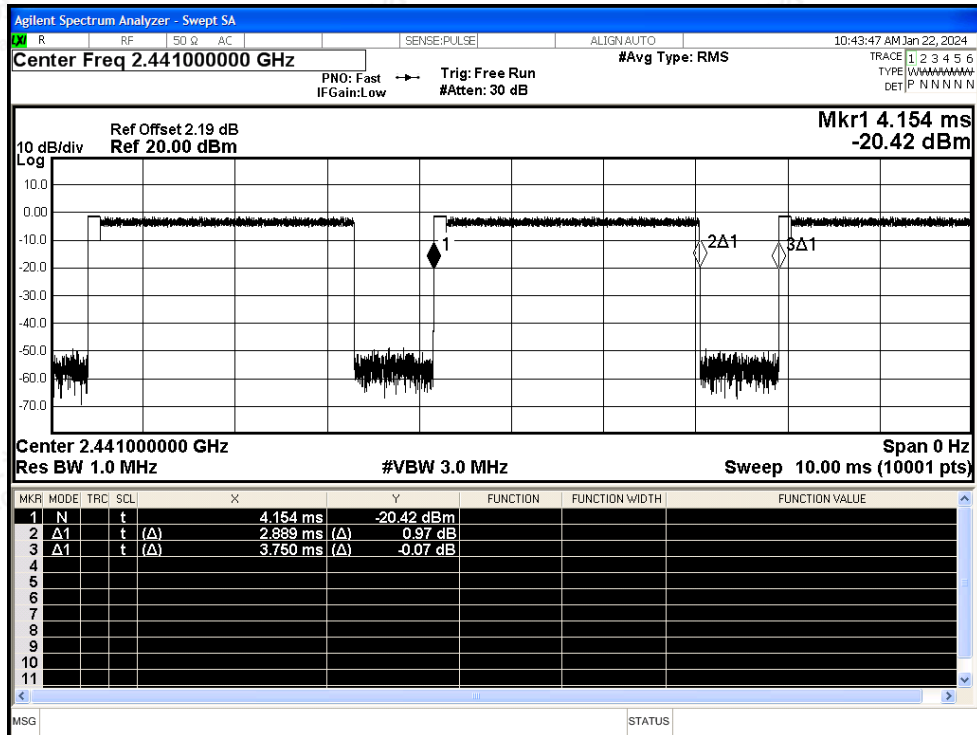 Agilent Spectrum Analyzer - Swept SA
LXI R RF 50 Ω AC SENSE:PULSE ALIGN AUTO 10:43:47 AM Jan 22, 2024
Center Freq 2.441000000 GHz #Avg Type: RMS TRACE 1 2 3 4 5 6
PNO: Fast Trig: Free Run TYPE WWWWWW
IFGain:Low #Atten: 30 dB DET P N N N N N
Mkr1 4.154 ms
Ref Offset 2.19 dB
10 dB/div Ref 20.00 dBm -20.42 dBm
Log
10.0
0.00
-10.0
1 2Δ1 3Δ1
-20.0
-30.0
-40.0
-50.0
-60.0
-70.0
Center 2.441000000 GHz Span 0 Hz
Res BW 1.0 MHz #VBW 3.0 MHz Sweep 10.00 ms (10001 pts)
MKR MODE TRC SCL X Y FUNCTION FUNCTION WIDTH FUNCTION VALUE
1 N t 4.154 ms -20.42 dBm
2 Δ1 t (Δ) 2.889 ms (Δ) 0.97 dB
3 Δ1 t (Δ) 3.750 ms (Δ) -0.07 dB
4
5
6
7
8
9
10
11
MSG STATUS